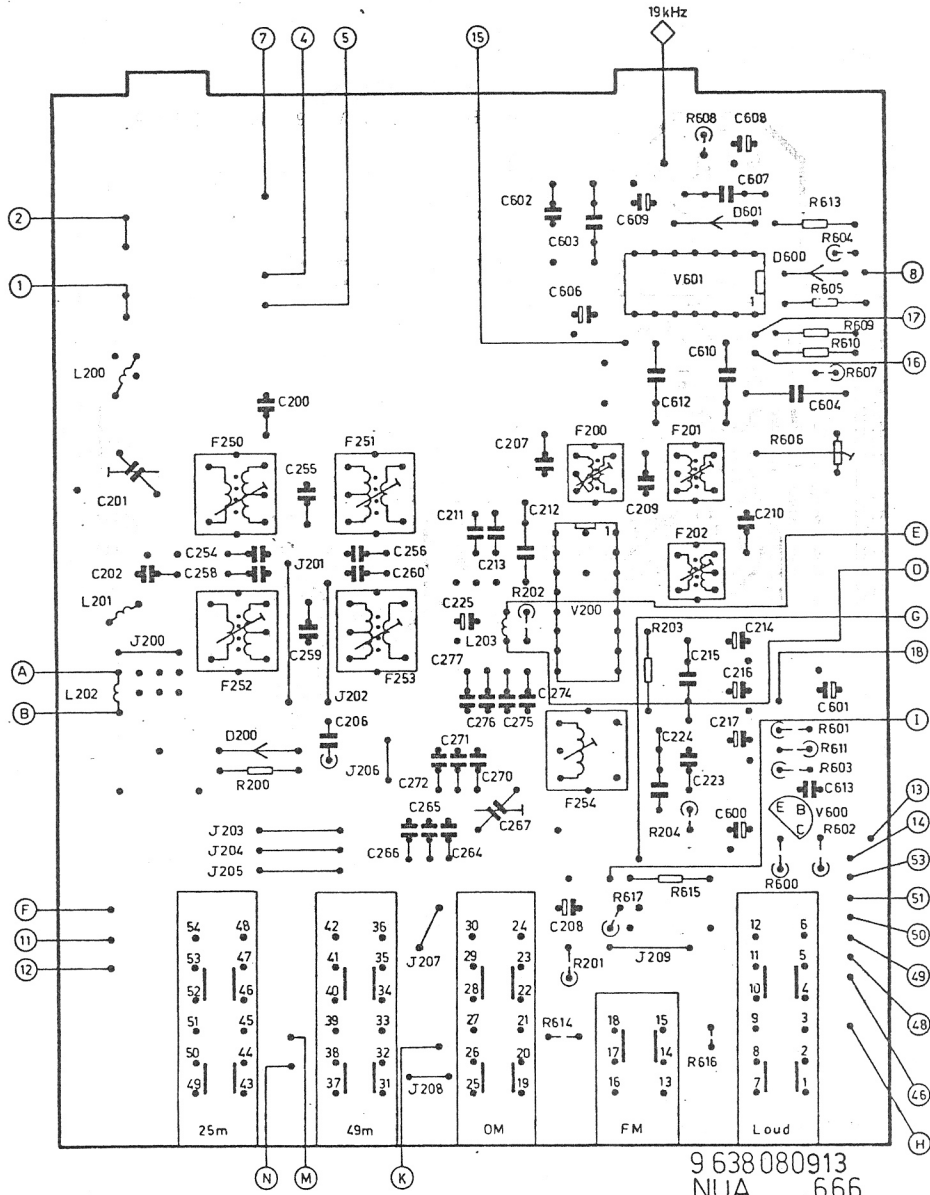 19kHz
7 4 5 15
R608 C608
C607
C602 C603 C609 D601 R613
2
R604
D600 8
V601
1
1
R605
C606
17
R609
R610
16
L200
C610
R607
C200
C612 C604
F250 F251 C207 F200 F201 R606
C255
C201
C211 C212 C209 C210
E
C254 C256 C213 1 F202
C202 C258 J201 C260 D
R202
L201 C225 V200 G
J200 L203 R203 C214
C259 C215 18
A C277
F252 F253 C216
L202 J202 C274
B C276 C275 C601 I
C206 C217 R601
D200 C271 C224 R611
J206 R603
R200 C272 C270 C223 C613
F254 E B V600 13
C265 C267 C
J203 R204 C600 R602 14
J204
J205 C266 C264 53
R600
R617 R615 51
F C208
54 48 42 36 30 24 12 6 50
11 J207 J209
53 47 41 35 29 23 R201 11 5 49
12
52 46 40 34 28 22 10 4 48
51 45 39 33 27 21 18 15 9 3
R614 R616
50 44 38 32 26 20 17 14 8 2
49 43 37 31 J208 25 19 16 13 7 1 46
25m 49m OM FM Loud
H
N M K
9638080913
NUA 666